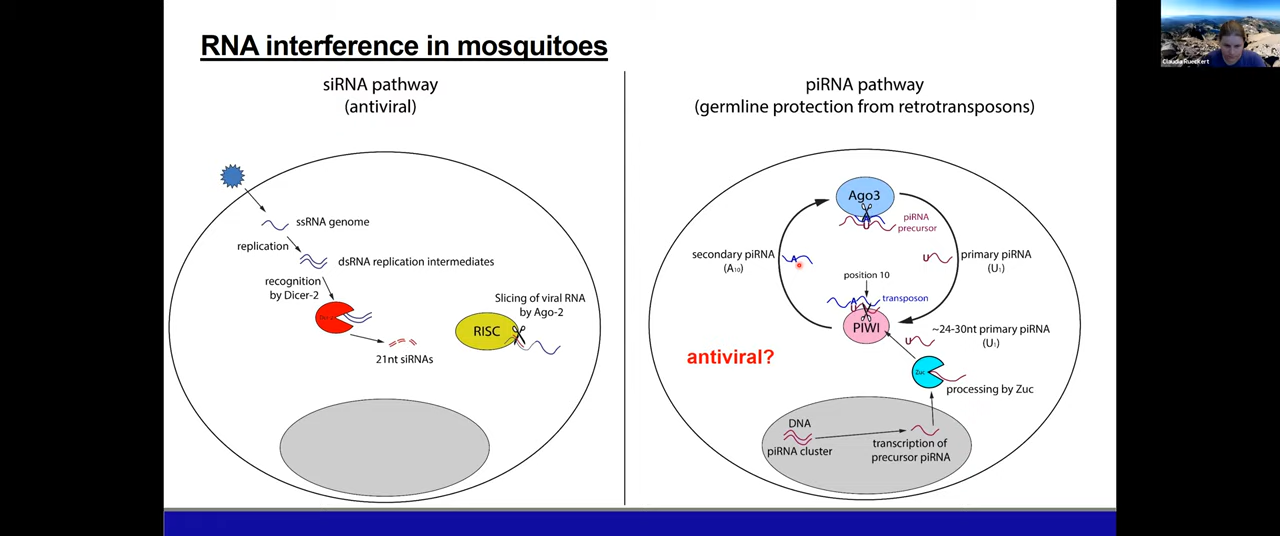 RNA interference in mosquitoes
siRNA pathway
(antiviral)
ssRNA genome
replication
dsRNA replication intermediates
recognition
by Dicer-2
21nt siRNAs
Slicing of viral RNA
by Ago-2
RISC
piRNA pathway
(germline protection from retrotransposons)
Ago3
A
piRNA
precursor
secondary piRNA
(A10)
A
U
primary piRNA
(U1)
position 10
A
transposon
PIWI
U
~24-30nt primary piRNA
(U1)
antiviral?
Zuc
processing by Zuc
DNA
piRNA cluster
transcription of
precursor piRNA
Claudia Rueckert